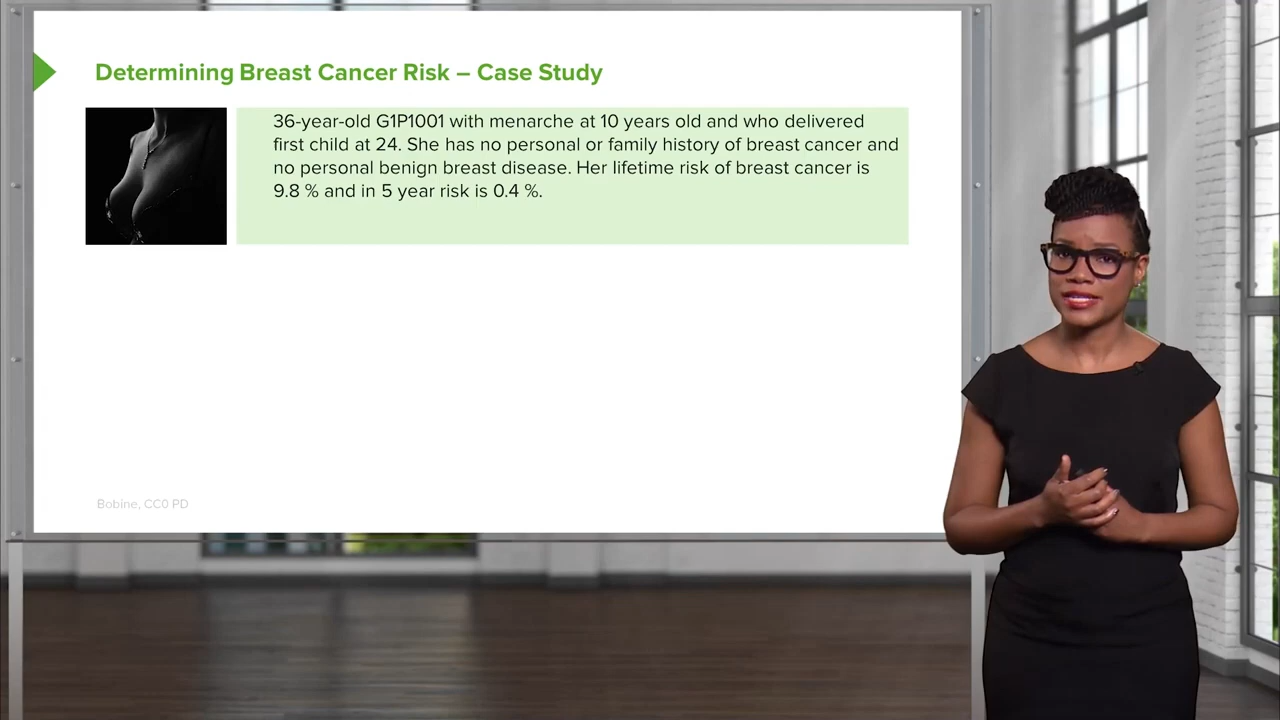 Determining Breast Cancer Risk – Case Study
36-year-old G1P1001 with menarche at 10 years old and who delivered
first child at 24. She has no personal or family history of breast cancer and
no personal benign breast disease. Her lifetime risk of breast cancer is
9.8 % and in 5 year risk is 0.4 %.
Bobine, CC0 PD